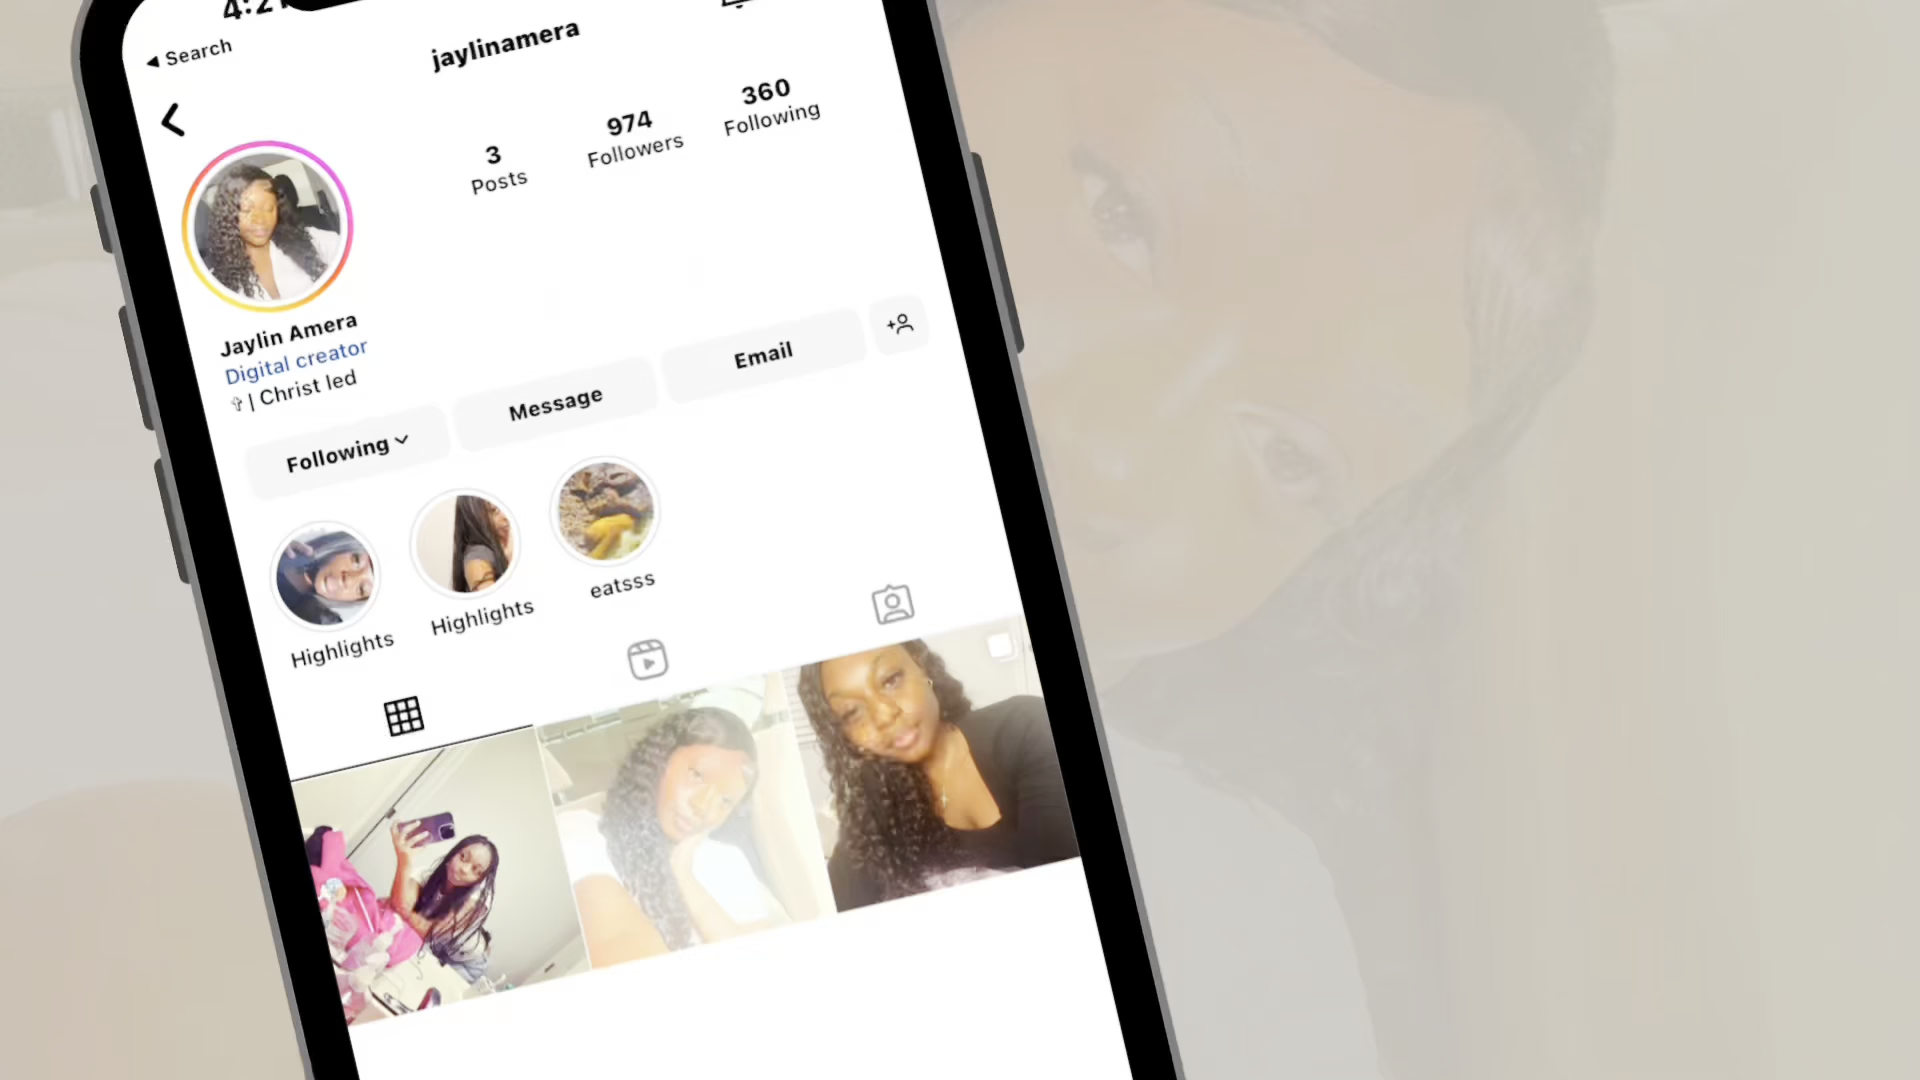 ◀ Search
jaylinamera
3
Posts
974
Followers
360
Following
Jaylin Amera
Digital creator
✞ | Christ led
Following
Message
Email
Highlights
Highlights
eatsss